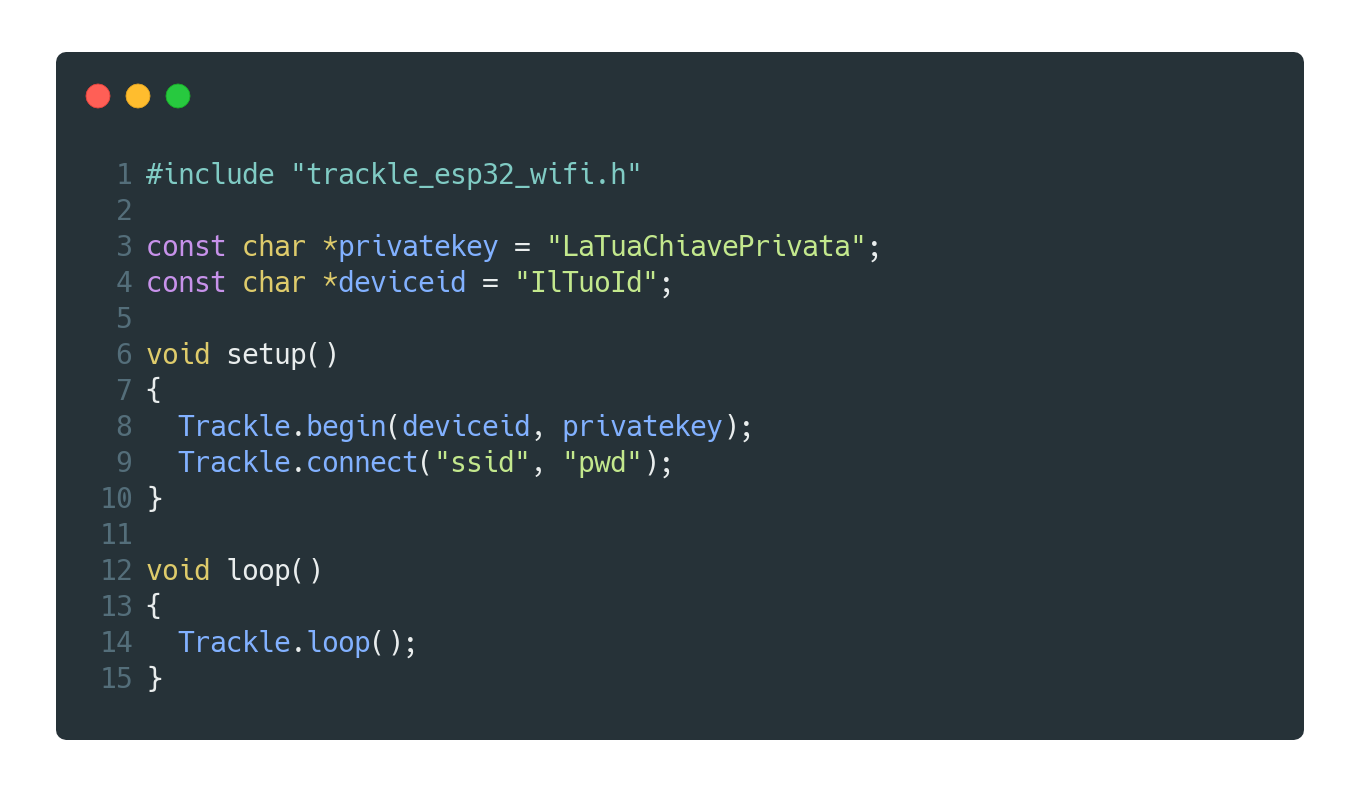 1 #include "trackle_esp32_wifi.h"
2
3 const char *privatekey = "LaTuaChiavePrivata";
4 const char *deviceid = "IlTuoId";
5
6 void setup()
7 {
8   Trackle.begin(deviceid, privatekey);
9   Trackle.connect("ssid", "pwd");
10 }
11
12 void loop()
13 {
14   Trackle.loop();
15 }